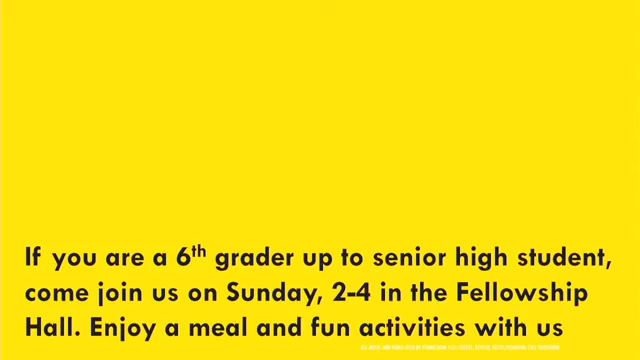 If you are a 6th grader up to senior high student,
come join us on Sunday, 2-4 in the Fellowship
Hall. Enjoy a meal and fun activities with us